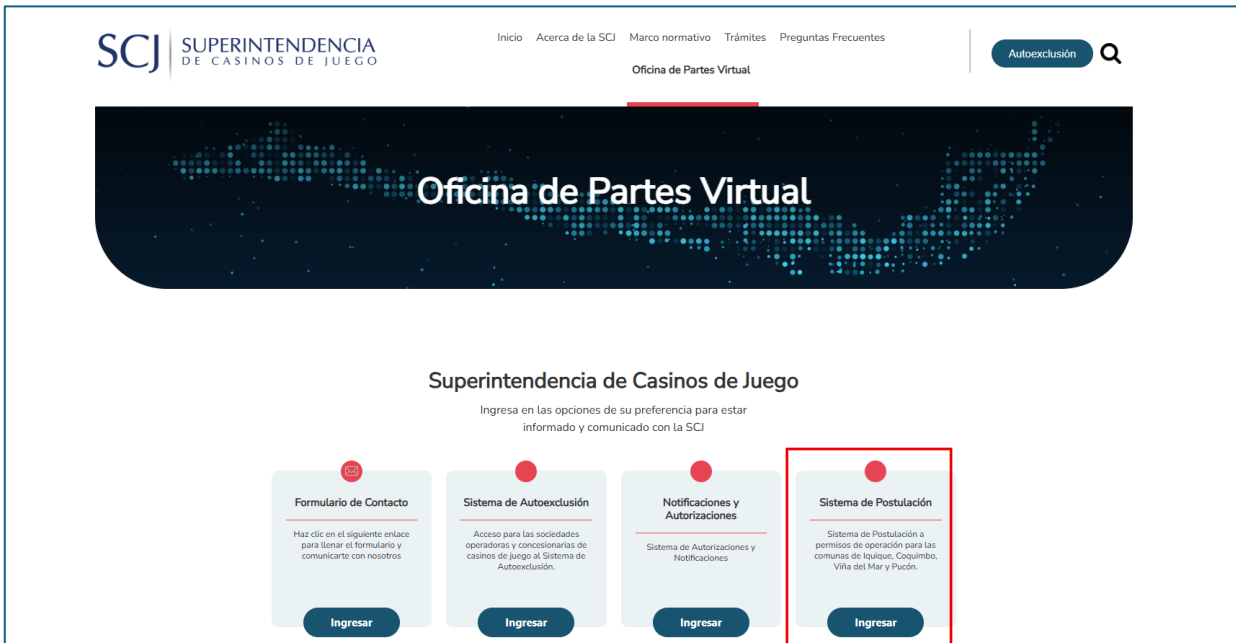 SCJ
SUPERINTENDENCIA
DE CASINOS DE JUEGO
Inicio Acerca de la SCJ Marco normativo Trámites Preguntas Frecuentes
Oficina de Partes Virtual
Autoexclusión
Oficina de Partes Virtual
Superintendencia de Casinos de Juego
Ingresa en las opciones de su preferencia para estar
informado y comunicado con la SCJ
Formulario de Contacto
Haz clic en el siguiente enlace
para llenar el formulario y
comunicarte con nosotros
Ingresar
Sistema de Autoexclusión
Acceso para las sociedades
operadoras y concesionarias de
casinos de juego al Sistema de
Autoexclusión.
Ingresar
Notificaciones y
Autorizaciones
Sistema de Autorizaciones y
Notificaciones
Ingresar
Sistema de Postulación
Sistema de Postulación a
permisos de operación para las
comunas de Iquique, Coquimbo,
Viña del Mar y Pucón.
Ingresar